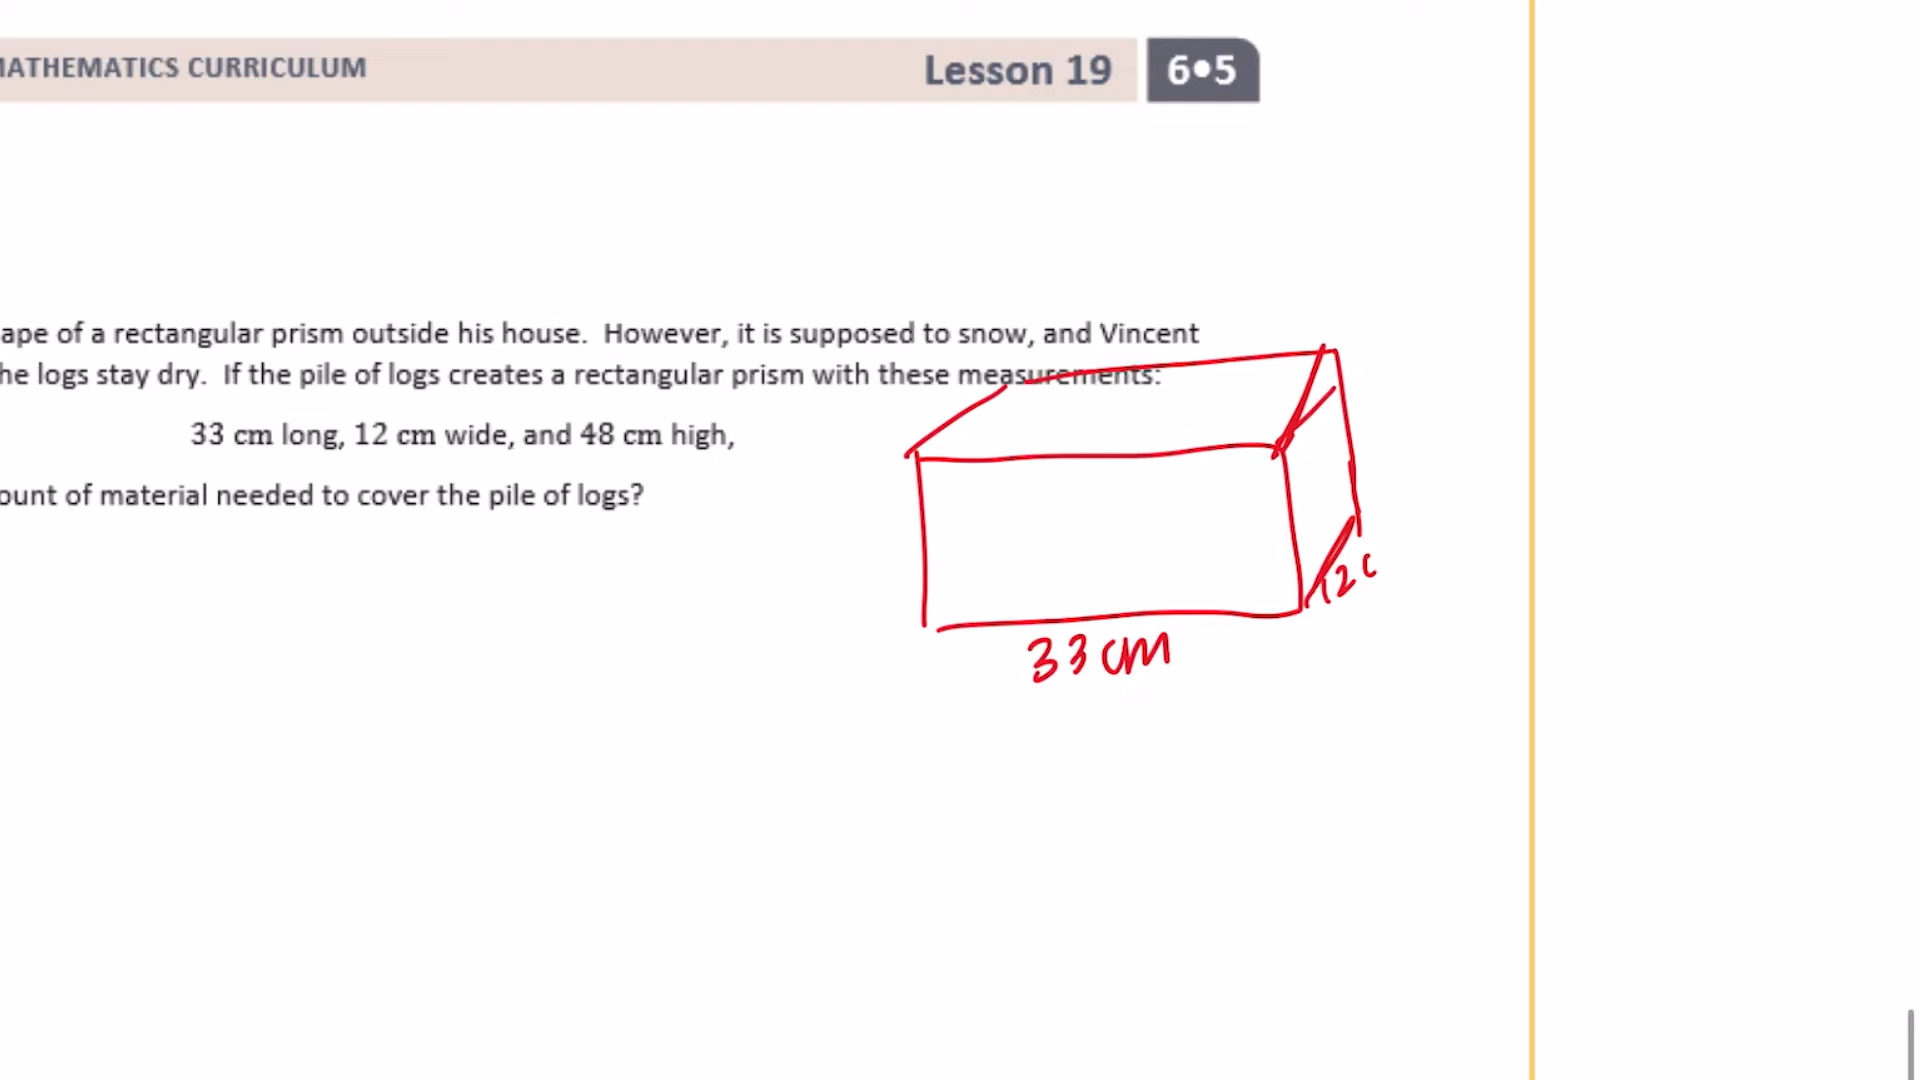 MATHEMATICS CURRICULUM Lesson 19 6•5
ape of a rectangular prism outside his house. However, it is supposed to snow, and Vincent
he logs stay dry. If the pile of logs creates a rectangular prism with these measurements:
33 cm long, 12 cm wide, and 48 cm high,
ount of material needed to cover the pile of logs?
12 c
33 cm